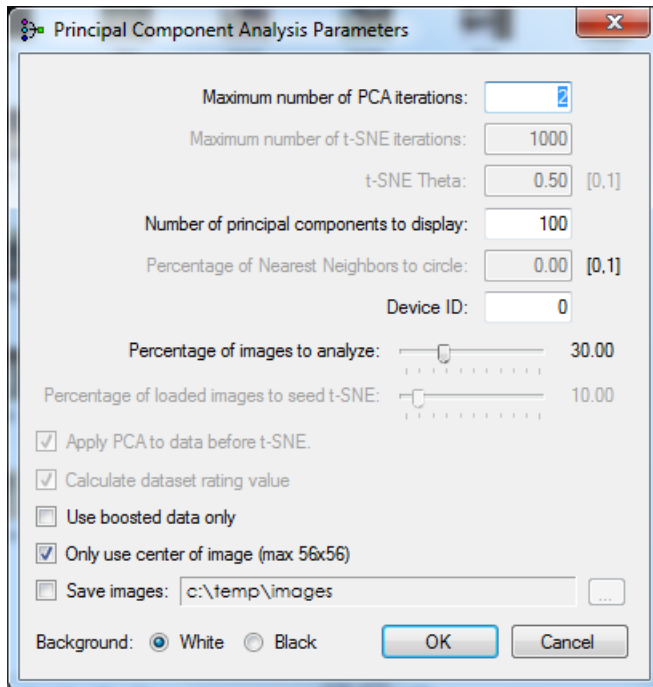 Principal Component Analysis Parameters
Maximum number of PCA iterations: 2
Maximum number of t-SNE iterations: 1000
t-SNE Theta: 0.50 [0,1]
Number of principal components to display: 100
Percentage of Nearest Neighbors to circle: 0.00 [0,1]
Device ID: 0
Percentage of images to analyze: 30.00
Percentage of loaded images to seed t-SNE: 10.00
Apply PCA to data before t-SNE.
Calculate dataset rating value
Use boosted data only
Only use center of image (max 56x56)
Save images: c:\temp\images ...
Background: White Black OK Cancel